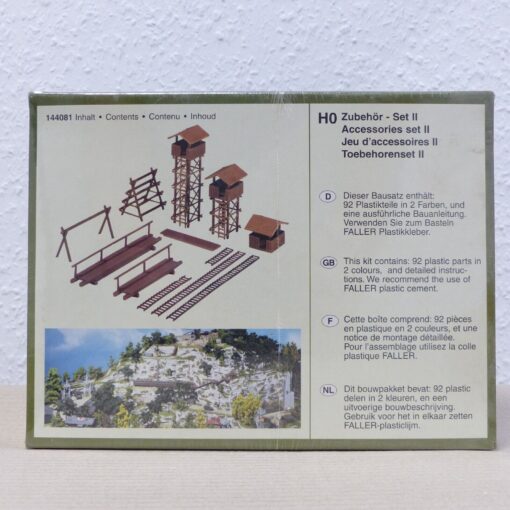 144081 Inhalt • Contents • Contenu • Inhoud
H0 Zubehör - Set II
Accessories set II
Jeu d'accessoires II
Toebehorenset II
D Dieser Bausatz enthält:
92 Plastikteile in 2 Farben, und
eine ausführliche Bauanleitung.
Verwenden Sie zum Basteln
FALLER Plastikkleber.
GB This kit contains: 92 plastic parts in
2 colours, and detailed instruc-
tions. We recommend the use of
FALLER plastic cement.
F Cette boîte comprend: 92 pièces
en plastique en 2 couleurs, et une
notice de montage détaillée.
Pour l'assemblage utilisez la colle
plastique FALLER.
NL Dit bouwpakket bevat: 92 plastic
delen in 2 kleuren, en een
uitvoerige bouwbeschrijving.
Gebruik voor het in elkaar zetten
FALLER-plasticlijm.